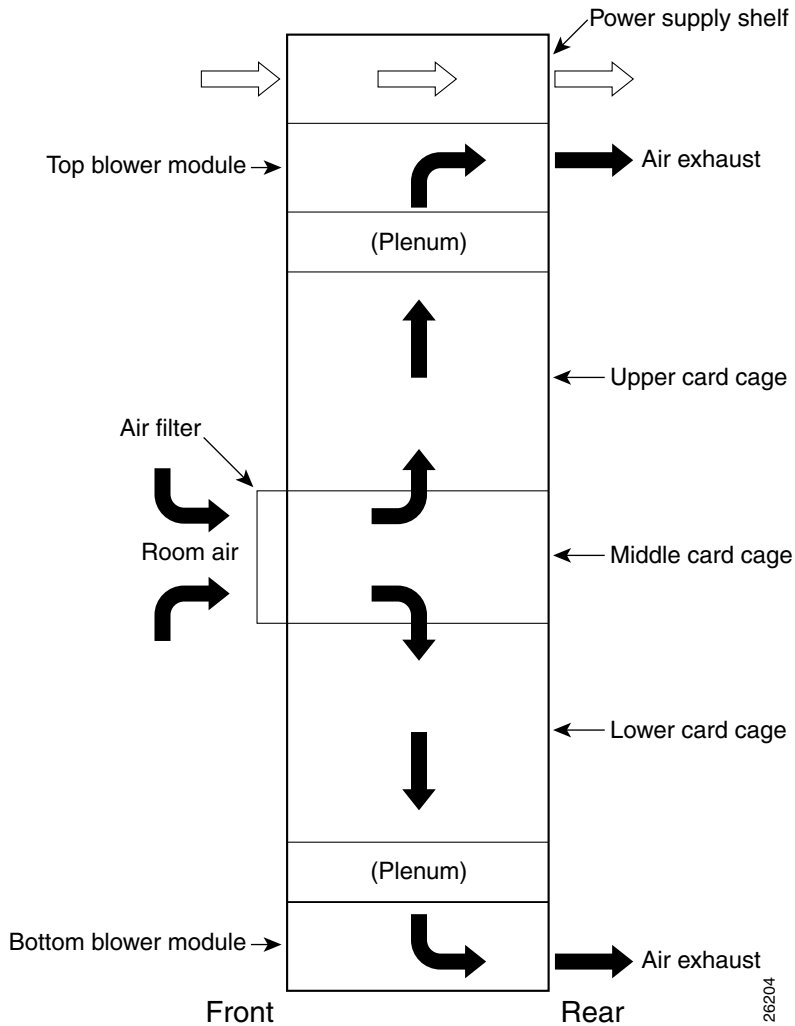 Power supply shelf
Top blower module
Air exhaust
(Plenum)
Upper card cage
Air filter
Room air
Middle card cage
Lower card cage
(Plenum)
Bottom blower module
Air exhaust
Front
Rear
26204